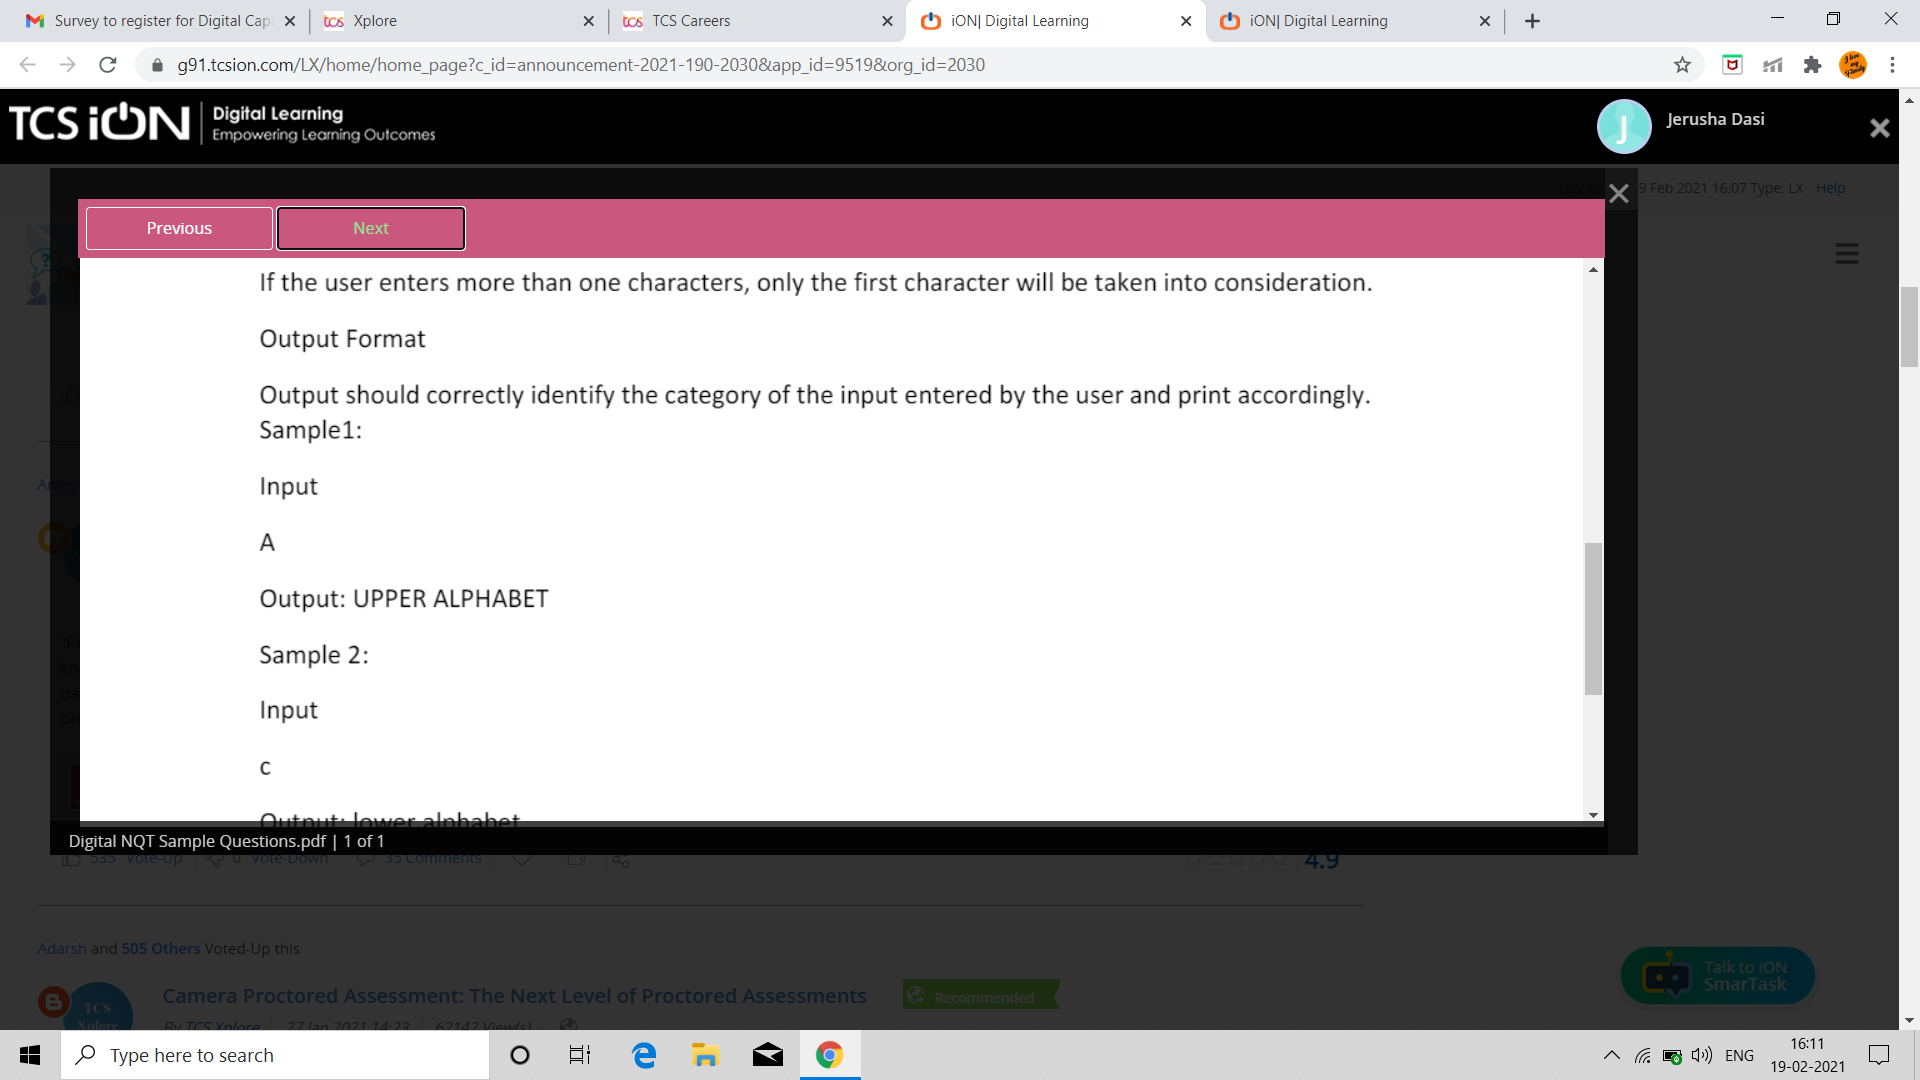 Survey to register for Digital Cap
Xplore
TCS Careers
iON| Digital Learning
iON| Digital Learning
g91.tcsion.com/LX/home/home_page?c_id=announcement-2021-190-2030&app_id=9519&org_id=2030
TCS iON
Digital Learning
Empowering Learning Outcomes
J
Jerusha Dasi
9 Feb 2021 16:07 Type: LX Help
Previous
Next
If the user enters more than one characters, only the first character will be taken into consideration.
Output Format
Output should correctly identify the category of the input entered by the user and print accordingly.
Sample1:
Input
A
Output: UPPER ALPHABET
Sample 2:
Input
c
Output: lower alphabet
Digital NQT Sample Questions.pdf | 1 of 1
535 Vote-Up 0 Vote-Down 35 Comments
4.9
Adarsh and 505 Others Voted-Up this
TCS
Xplore
Camera Proctored Assessment: The Next Level of Proctored Assessments
Recommended
By TCS Xplore 27 Jan 2021 14:23 62142 View(s)
Talk to iON
SmarTask
Type here to search
ENG
16:11
19-02-2021